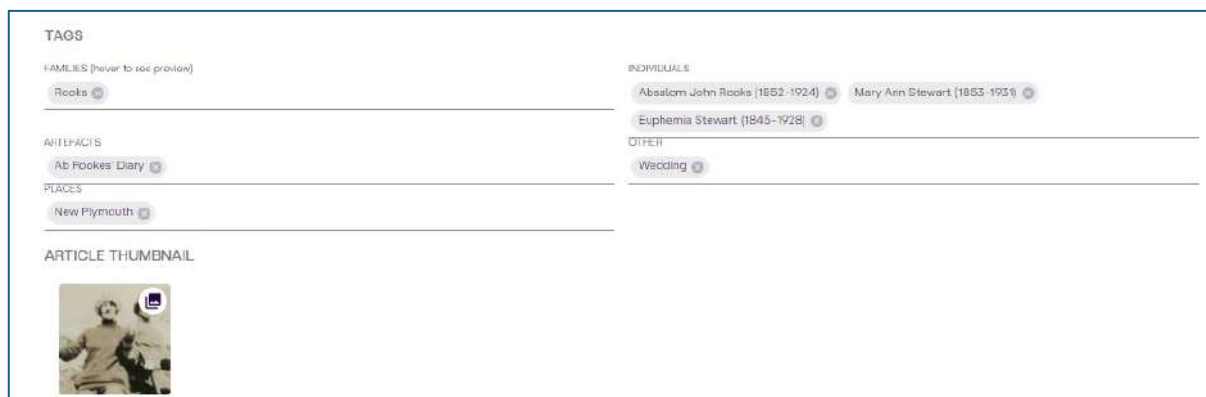 TAGS
FAMILIES (hover to see preview)
Rooks
INDIVIDUALS
Absalom John Rooks (1852-1924) Mary Ann Stewart (1853-1931)
Euphemia Stewart (1845-1928)
ARTEFACTS
Ab Rookes' Diary
OTHER
Wedding
PLACES
New Plymouth
ARTICLE THUMBNAIL